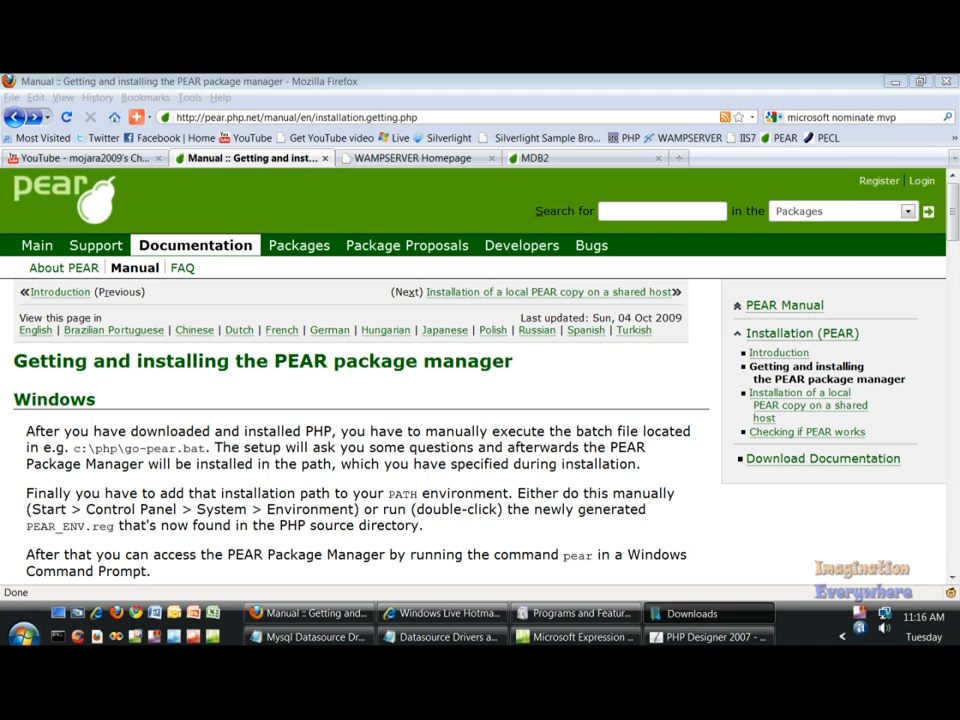 Manual :: Getting and installing the PEAR package manager - Mozilla Firefox
File Edit View History Bookmarks Tools Help
http://pear.php.net/manual/en/installation.getting.php
microsoft nominate mvp
Most Visited Twitter Facebook | Home YouTube Get YouTube video Live Silverlight Silverlight Sample Bro... PHP WAMPSERVER IIS7 PEAR PECL
YouTube - mojara2009's Ch... Manual :: Getting and inst... WAMPSERVER Homepage MDB2
pear
Register | Login
Search for in the Packages
Main Support Documentation Packages Package Proposals Developers Bugs
About PEAR Manual FAQ
«Introduction (Previous) (Next) Installation of a local PEAR copy on a shared host»
View this page in Last updated: Sun, 04 Oct 2009
English | Brazilian Portuguese | Chinese | Dutch | French | German | Hungarian | Japanese | Polish | Russian | Spanish | Turkish
Getting and installing the PEAR package manager
Windows
After you have downloaded and installed PHP, you have to manually execute the batch file located
in e.g. c:\php\go-pear.bat. The setup will ask you some questions and afterwards the PEAR
Package Manager will be installed in the path, which you have specified during installation.
Finally you have to add that installation path to your PATH environment. Either do this manually
(Start > Control Panel > System > Environment) or run (double-click) the newly generated
PEAR_ENV.reg that's now found in the PHP source directory.
After that you can access the PEAR Package Manager by running the command pear in a Windows
Command Prompt.
PEAR Manual
Installation (PEAR)
Introduction
Getting and installing
the PEAR package manager
Installation of a local
PEAR copy on a shared
host
Checking if PEAR works
Download Documentation
Imagination
Everywhere
Done
Manual :: Getting and... Windows Live Hotma... Programs and Featur... Downloads
11:16 AM
Mysql Datasource Dr... Datasource Drivers a... Microsoft Expression ... PHP Designer 2007 - ...
Tuesday